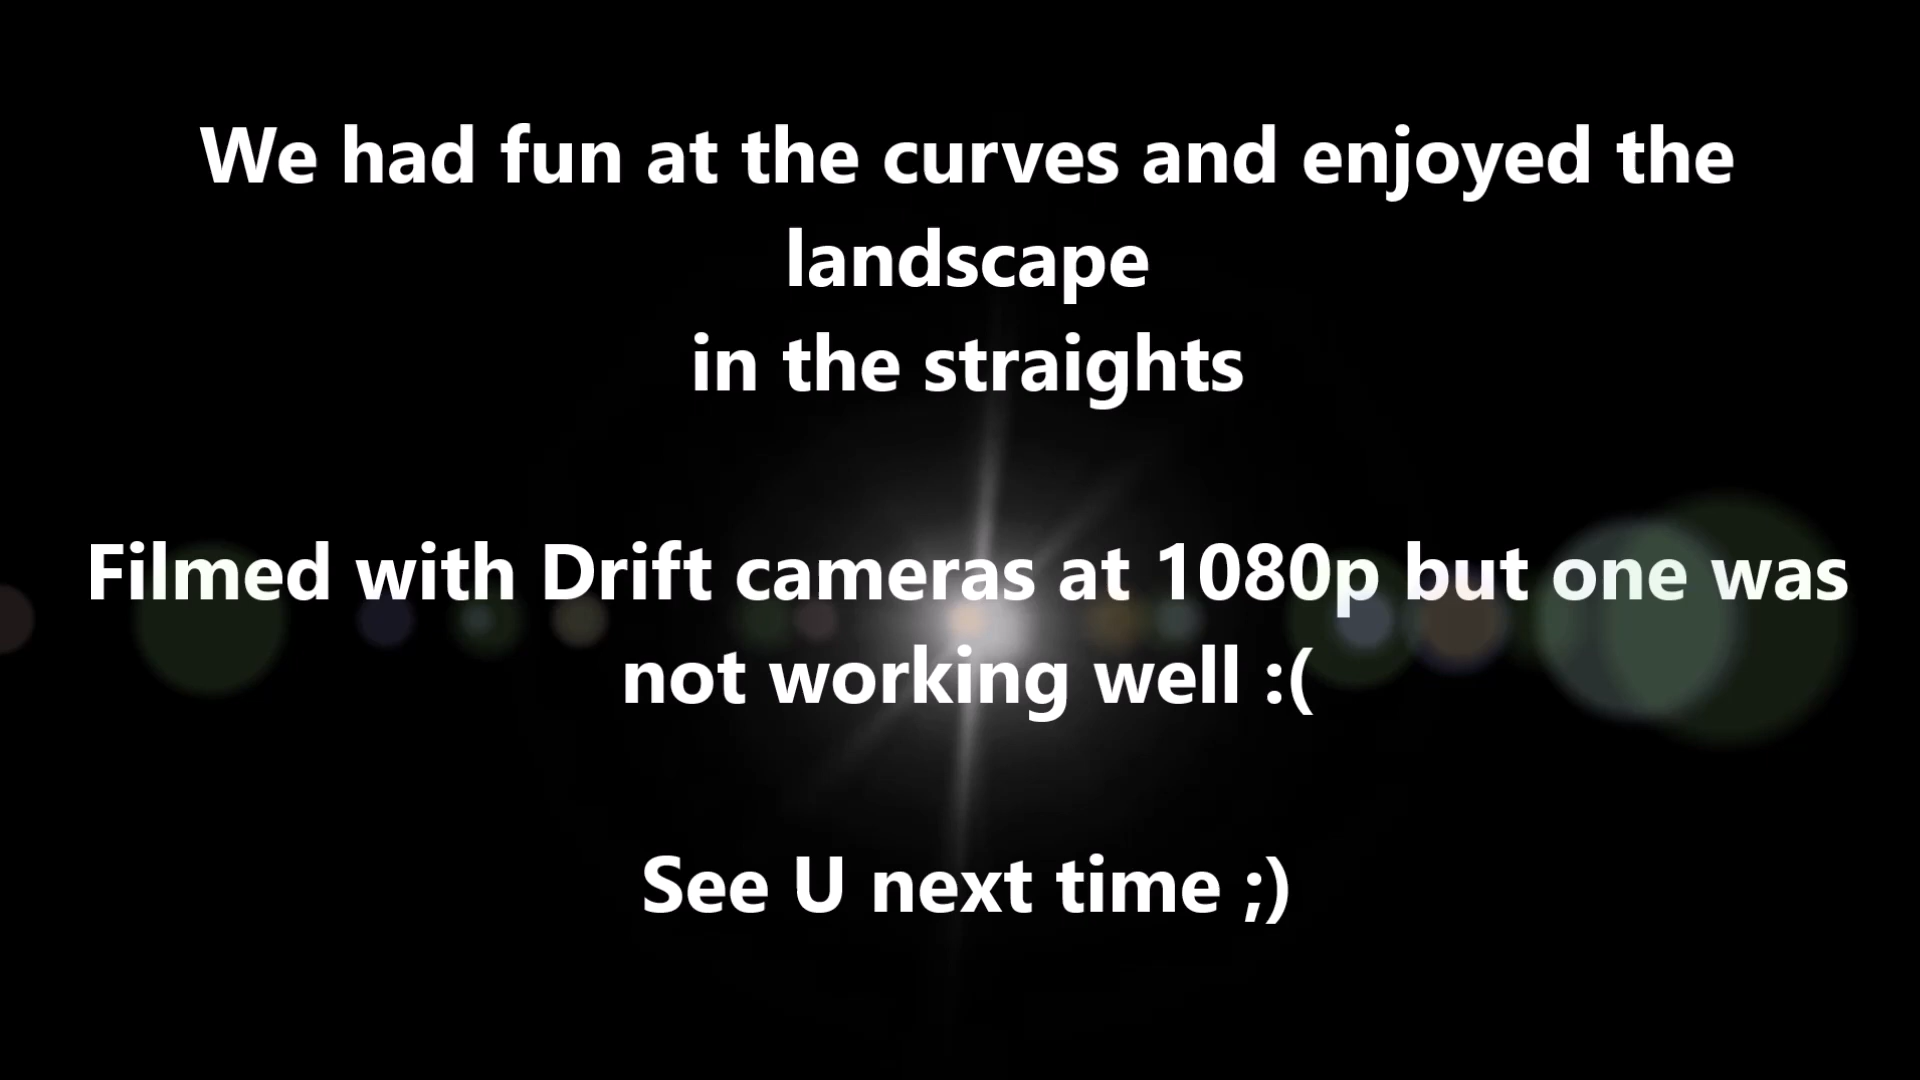 We had fun at the curves and enjoyed the
landscape
in the straights
Filmed with Drift cameras at 1080p but one was
not working well :(
See U next time ;)